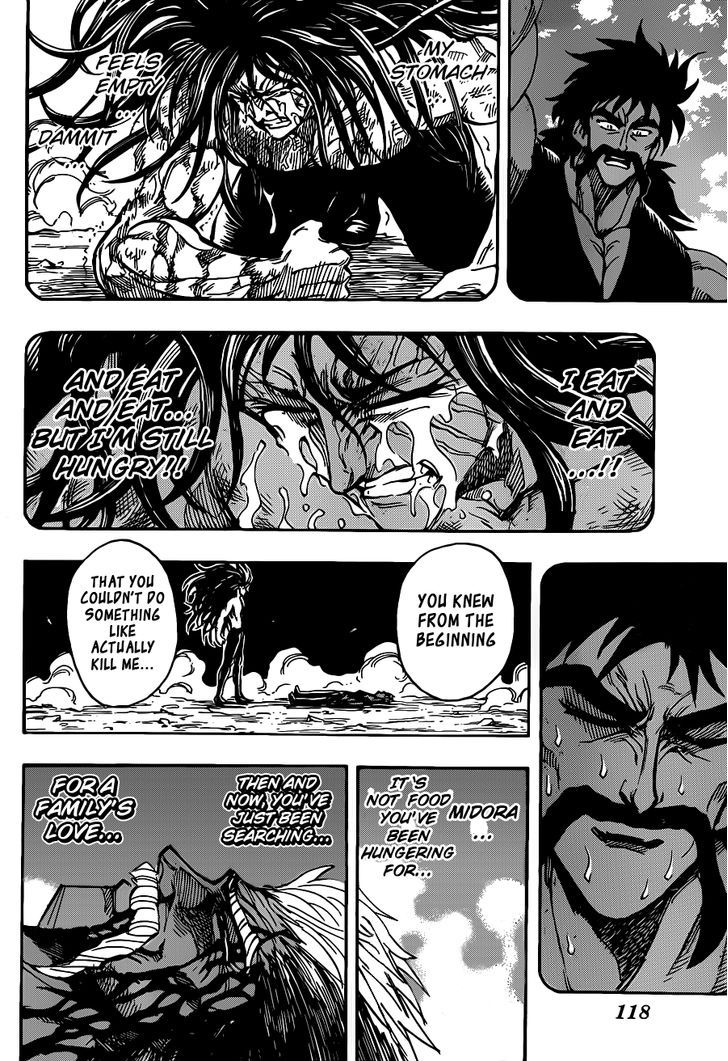 MY
STOMACH
...
FEELS
EMPTY
...
DAMMIT
...
I EAT
AND
EAT
...!!
AND EAT
AND EAT...
BUT I'M STILL
HUNGRY!!
YOU KNEW
FROM THE
BEGINNING
THAT YOU
COULDN'T DO
SOMETHING
LIKE
ACTUALLY
KILL ME...
MIDORA
...
IT'S
NOT FOOD
YOU'VE
BEEN
HUNGERING
FOR...
THEN AND
NOW, YOU'VE
JUST BEEN
SEARCHING...
FOR A
FAMILY'S
LOVE...
118